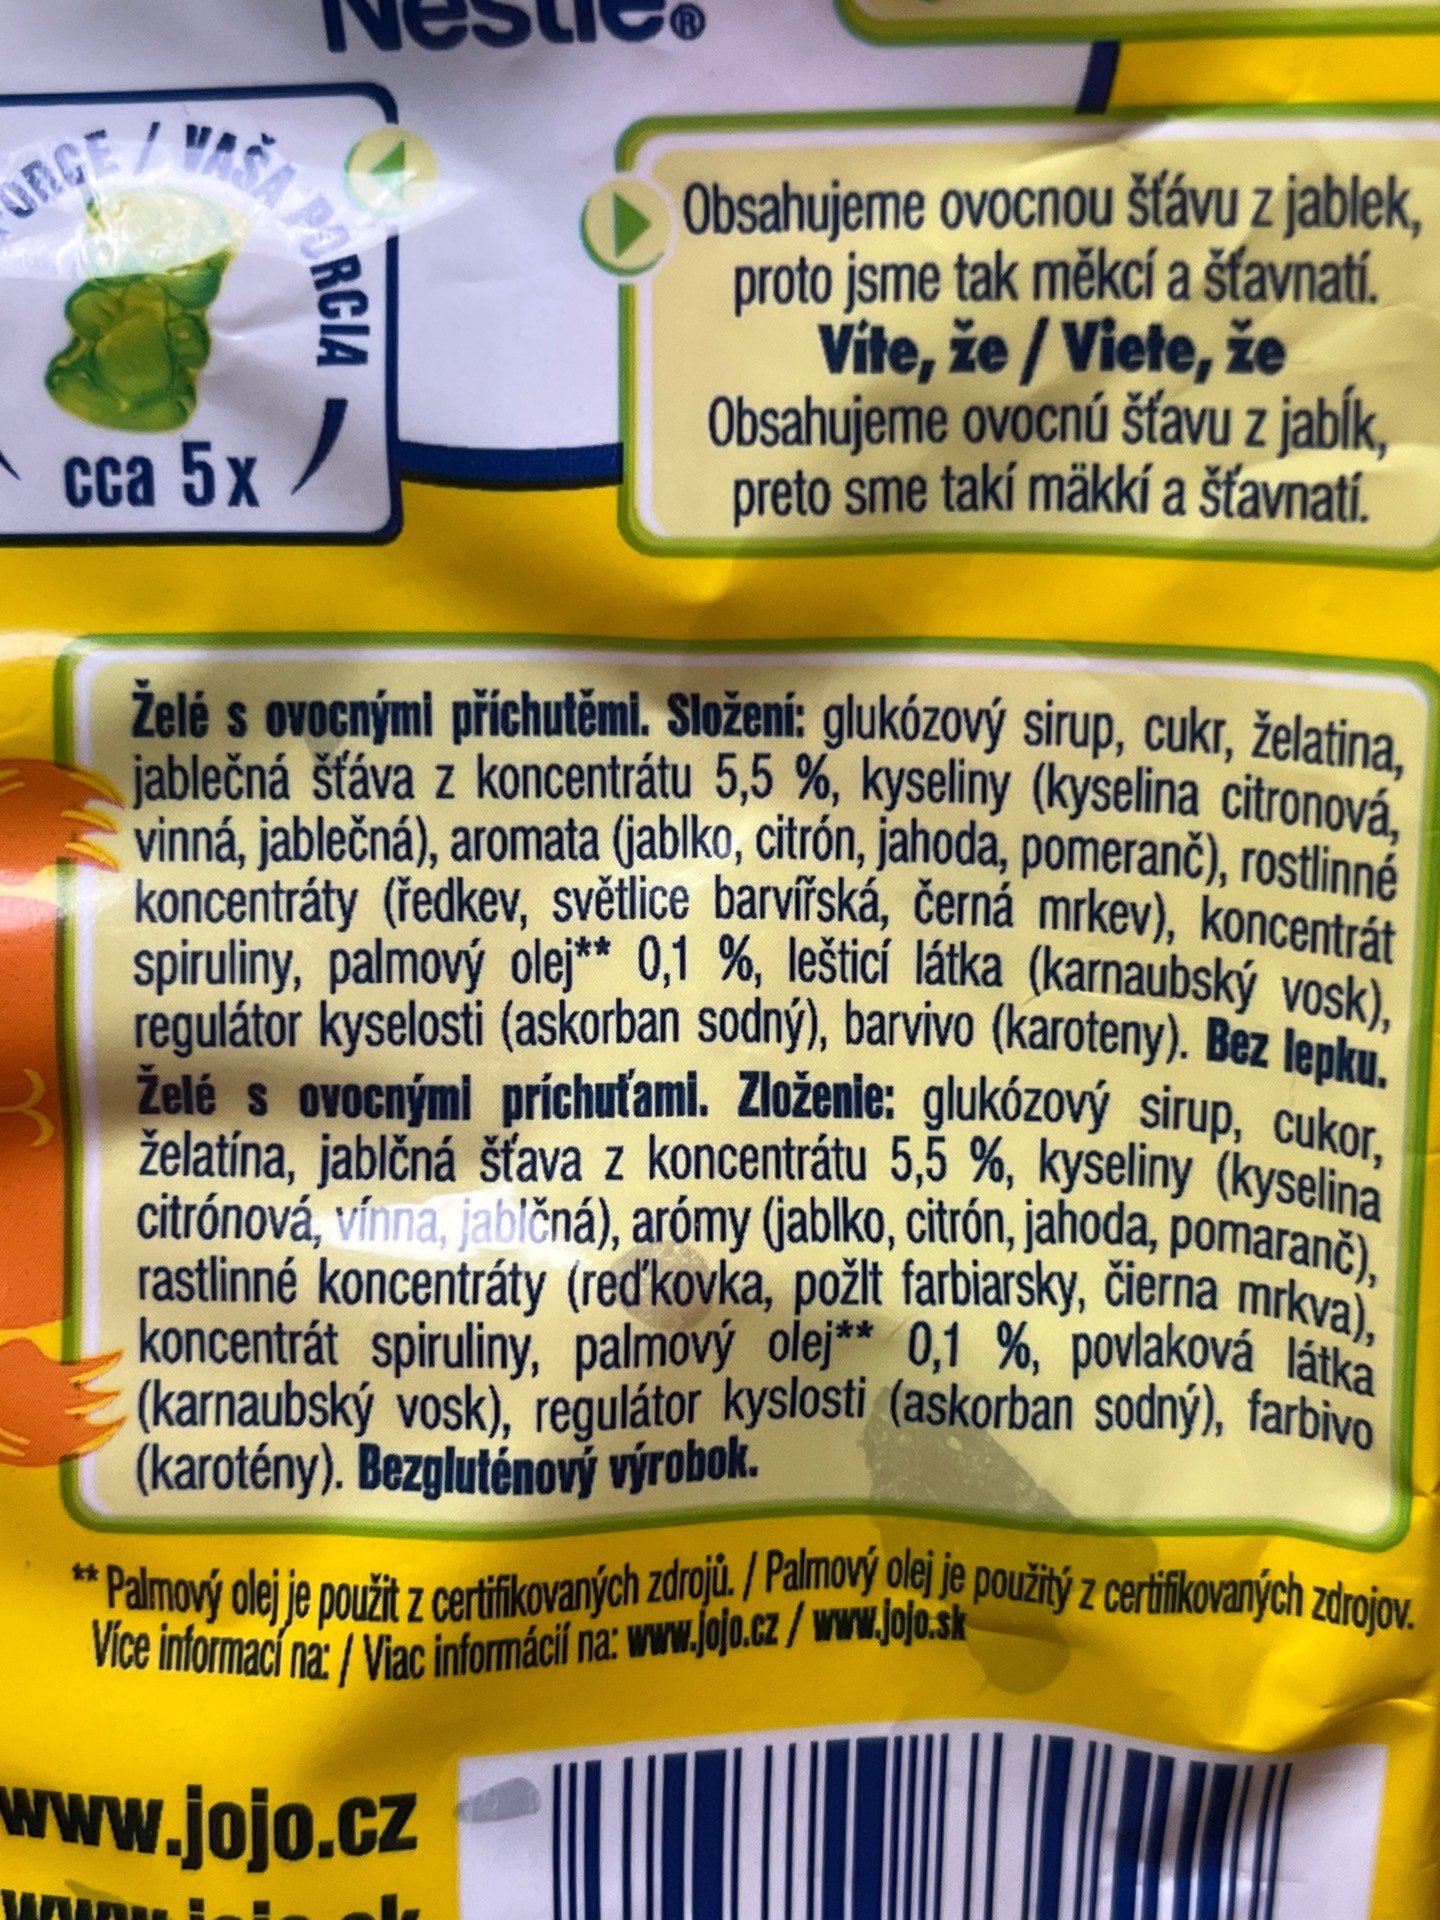 Nestlé®
VAŠA PORCIA
cca 5x
Obsahujeme ovocnou šťávu z jablek,
proto jsme tak měkcí a šťavnatí.
Víte, že / Viete, že
Obsahujeme ovocnú šťavu z jabĺk,
preto sme takí mäkkí a šťavnatí.
Želé s ovocnými příchutěmi. Složení: glukózový sirup, cukr, želatina,
jablečná šťáva z koncentrátu 5,5 %, kyseliny (kyselina citronová,
vinná, jablečná), aromata (jablko, citrón, jahoda, pomeranč), rostlinné
koncentráty (ředkev, světlice barvířská, černá mrkev), koncentrát
spiruliny, palmový olej** 0,1 %, lešticí látka (karnaubský vosk),
regulátor kyselosti (askorban sodný), barvivo (karoteny). Bez lepku.
Želé s ovocnými príchuťami. Zloženie: glukózový sirup, cukor,
želatína, jablčná šťava z koncentrátu 5,5 %, kyseliny (kyselina
citrónová, vínna, jablčná), arómy (jablko, citrón, jahoda, pomaranč),
rastlinné koncentráty (reďkovka, požlt farbiarsky, čierna mrkva),
koncentrát spiruliny, palmový olej** 0,1 %, povlaková látka
(karnaubský vosk), regulátor kyslosti (askorban sodný), farbivo
(karotény). Bezgluténový výrobok.
** Palmový olej je použit z certifikovaných zdrojů. / Palmový olej je použitý z certifikovaných zdrojov.
Více informací na: / Viac informácií na: www.jojo.cz / www.jojo.sk
www.jojo.cz
www.jojo.sk